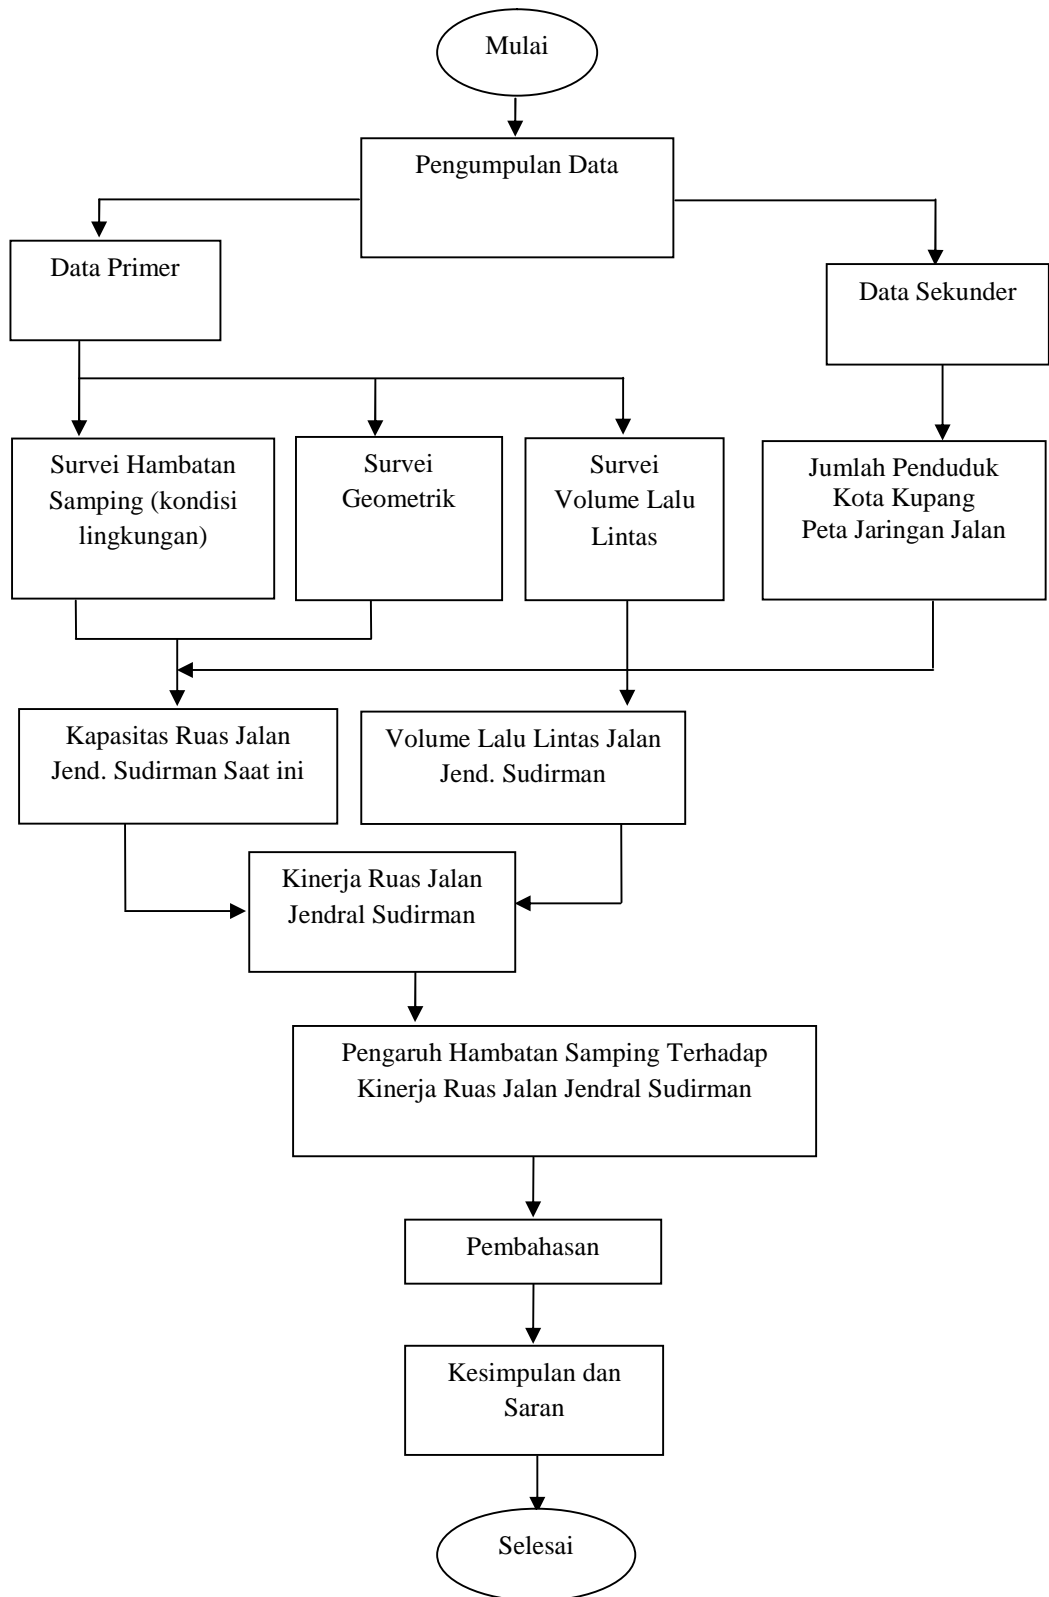 Mulai
Pengumpulan Data
Data Primer
Data Sekunder
Survei Hambatan
Samping (kondisi
lingkungan)
Survei
Geometrik
Survei
Volume Lalu
Lintas
Jumlah Penduduk
Kota Kupang
Peta Jaringan Jalan
Kapasitas Ruas Jalan
Jend. Sudirman Saat ini
Volume Lalu Lintas Jalan
Jend. Sudirman
Kinerja Ruas Jalan
Jendral Sudirman
Pengaruh Hambatan Samping Terhadap
Kinerja Ruas Jalan Jendral Sudirman
Pembahasan
Kesimpulan dan
Saran
Selesai